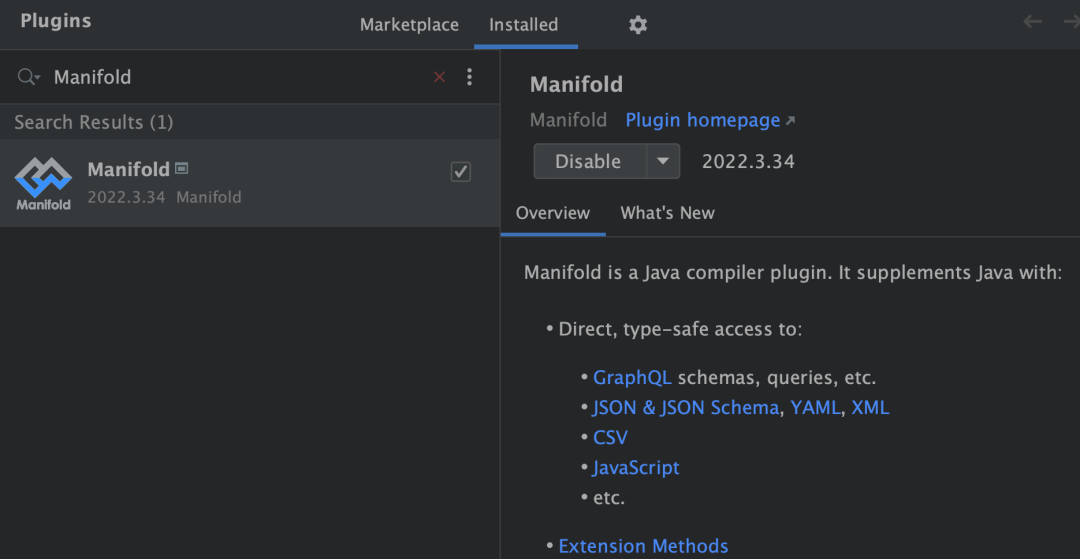 Plugins
Marketplace Installed
Manifold
Search Results (1)
Manifold
2022.3.34 Manifold
Manifold
Manifold
Manifold Plugin homepage ↗
Disable 2022.3.34
Overview What's New
Manifold is a Java compiler plugin. It supplements Java with:
• Direct, type-safe access to:
• GraphQL schemas, queries, etc.
• JSON & JSON Schema, YAML, XML
• CSV
• JavaScript
• etc.
• Extension Methods